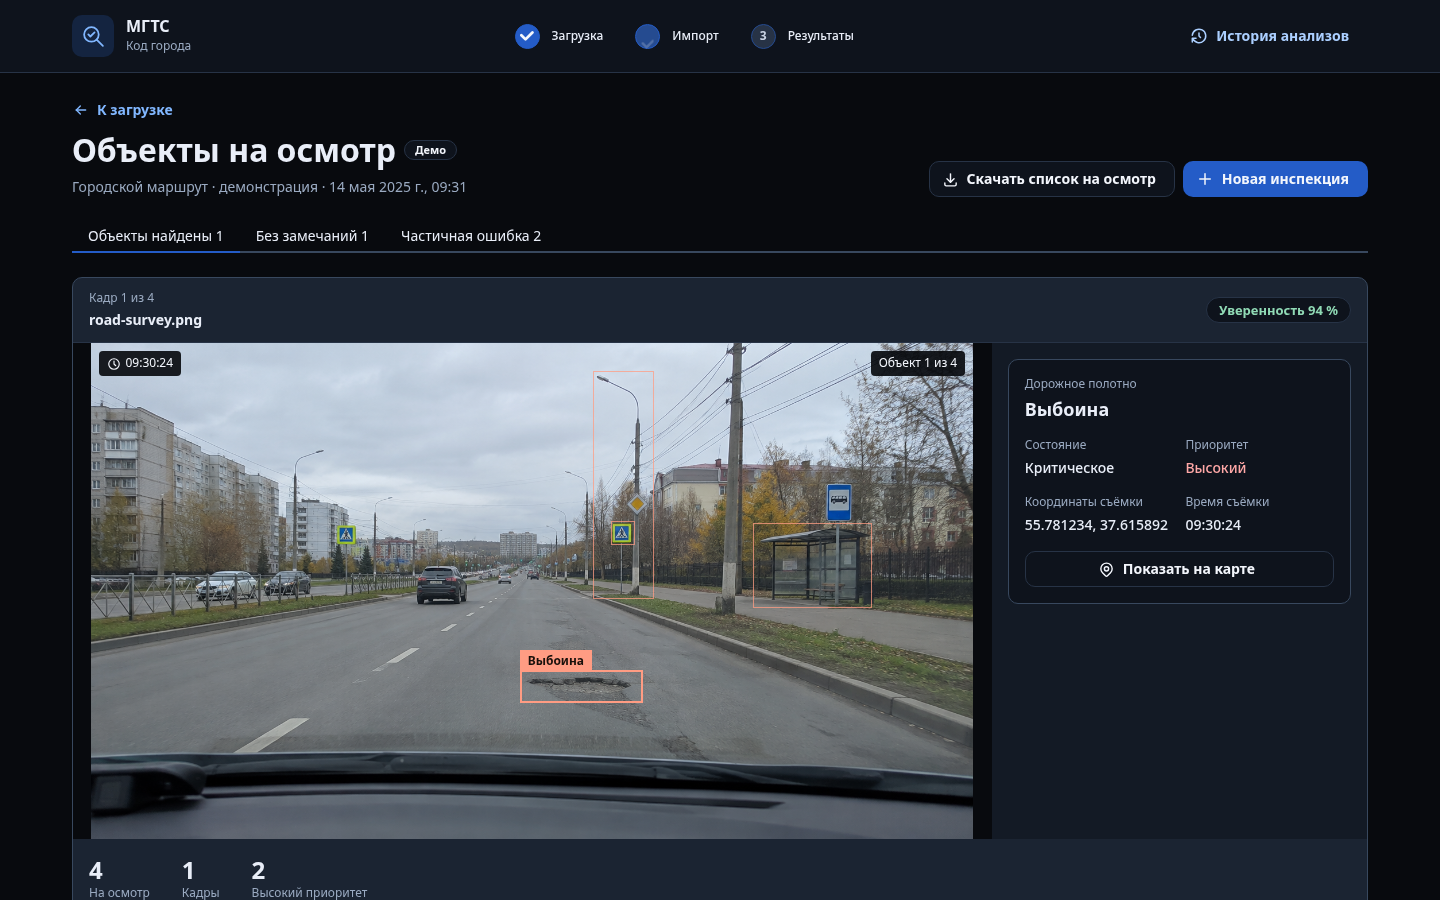 МГТС
Код города
Загрузка
Импорт
3 Результаты
История анализов
К загрузке
Объекты на осмотр Демо
Городской маршрут · демонстрация · 14 мая 2025 г., 09:31
Скачать список на осмотр
Новая инспекция
Объекты найдены 1
Без замечаний 1
Частичная ошибка 2
Кадр 1 из 4
road-survey.png
Уверенность 94 %
09:30:24
Объект 1 из 4
Выбоина
Дорожное полотно
Выбоина
Состояние
Приоритет
Критическое
Высокий
Координаты съёмки
Время съёмки
55.781234, 37.615892
09:30:24
Показать на карте
4
На осмотр
1
Кадры
2
Высокий приоритет